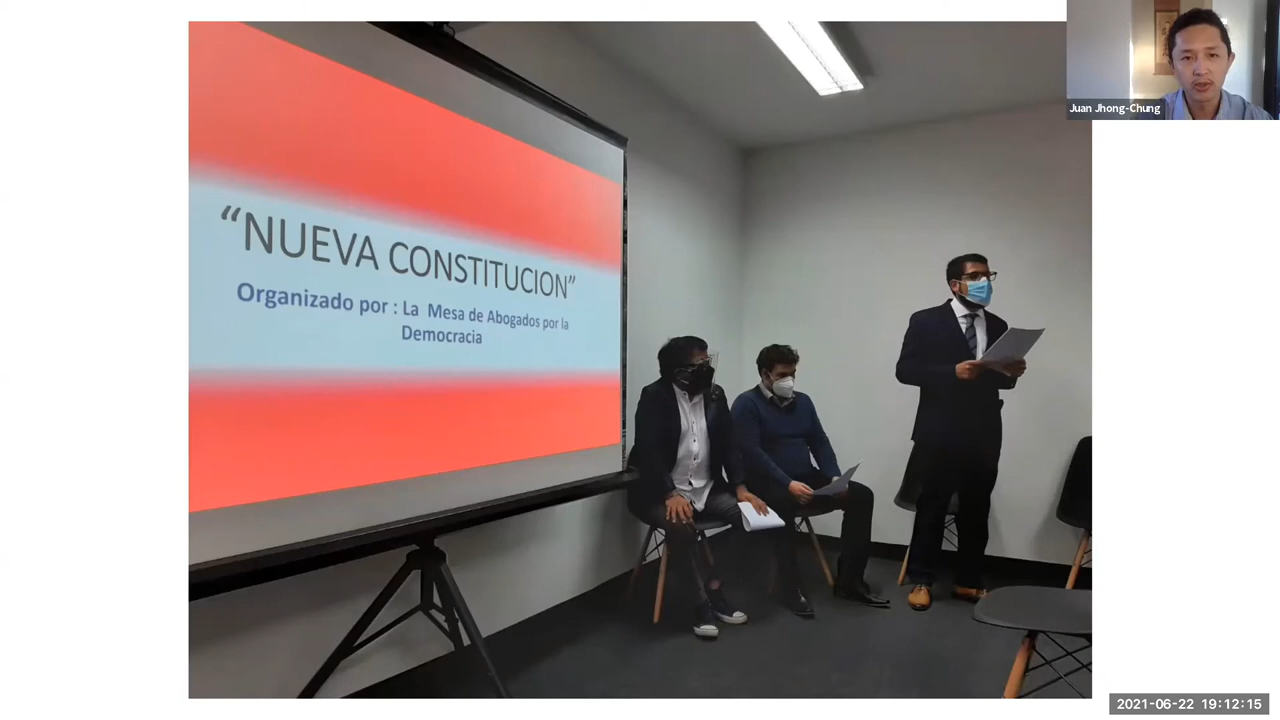 “NUEVA CONSTITUCION”
Organizado por : La Mesa de Abogados por la
Democracia
Juan Jhong-Chung
2021-06-22 19:12:15